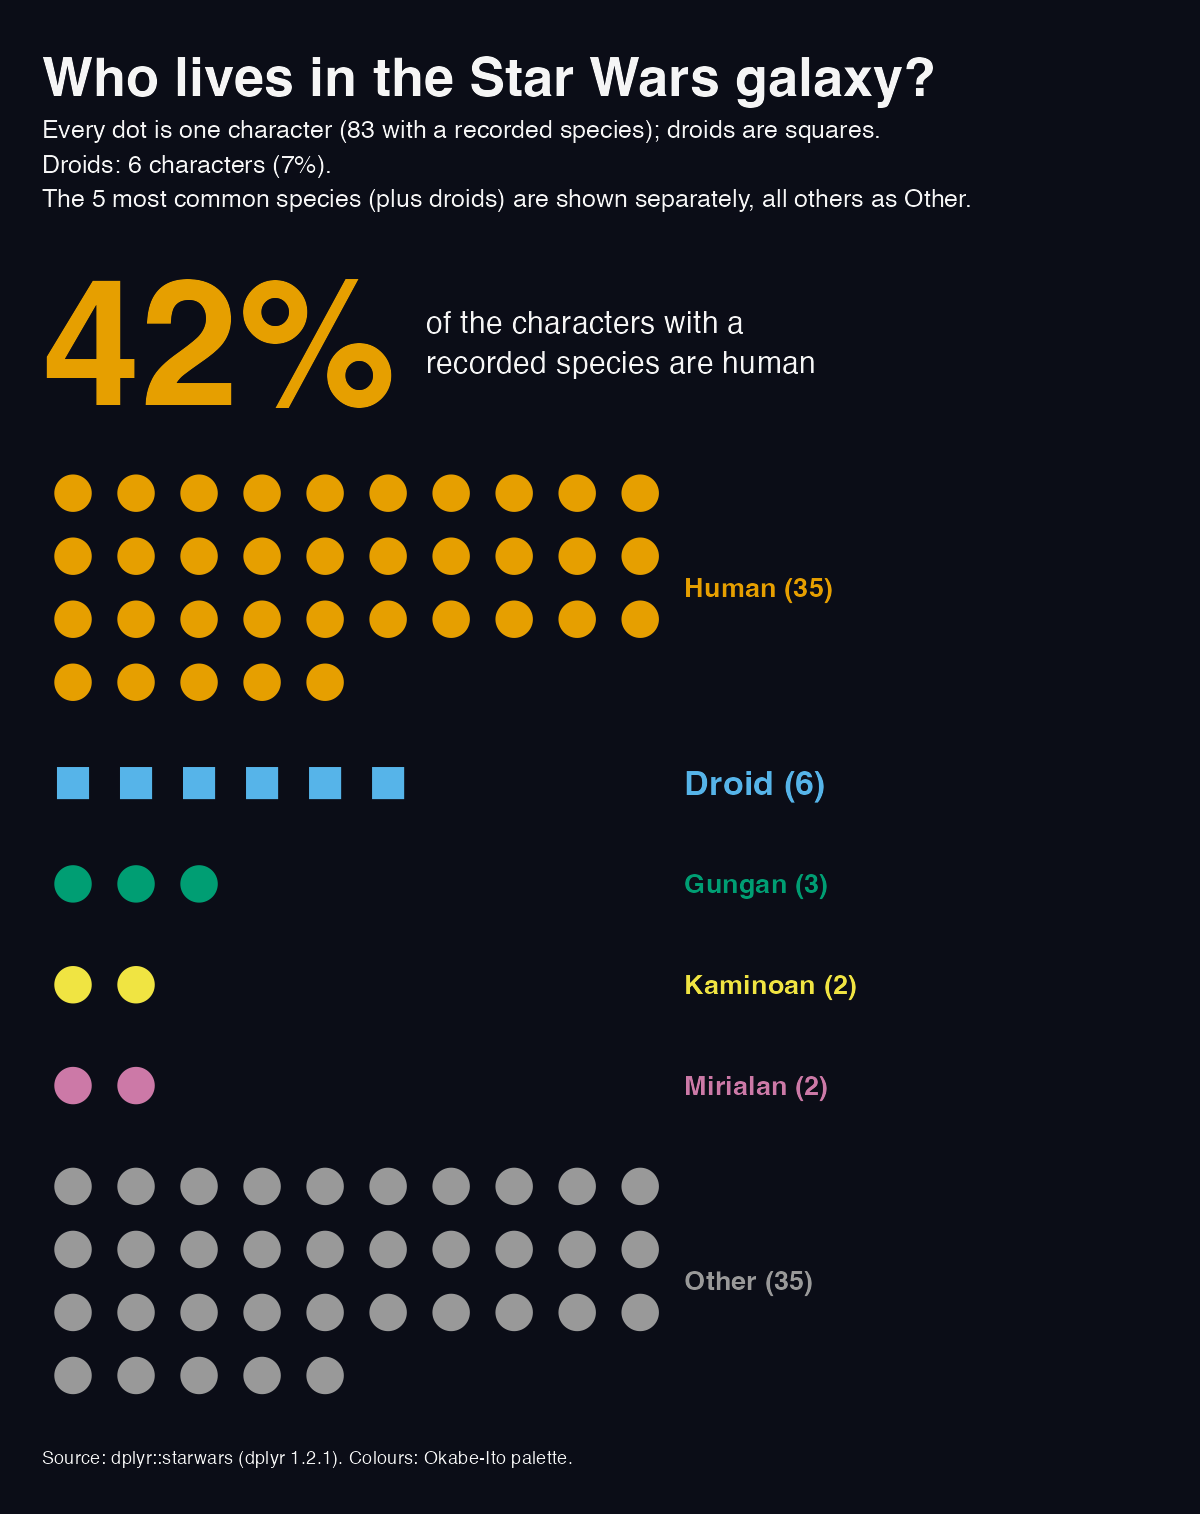 Who lives in the Star Wars galaxy?
Every dot is one character (83 with a recorded species); droids are squares.
Droids: 6 characters (7%).
The 5 most common species (plus droids) are shown separately, all others as Other.
42%
of the characters with a
recorded species are human
Human (35)
Droid (6)
Gungan (3)
Kaminoan (2)
Mirialan (2)
Other (35)
Source: dplyr::starwars (dplyr 1.2.1). Colours: Okabe-Ito palette.